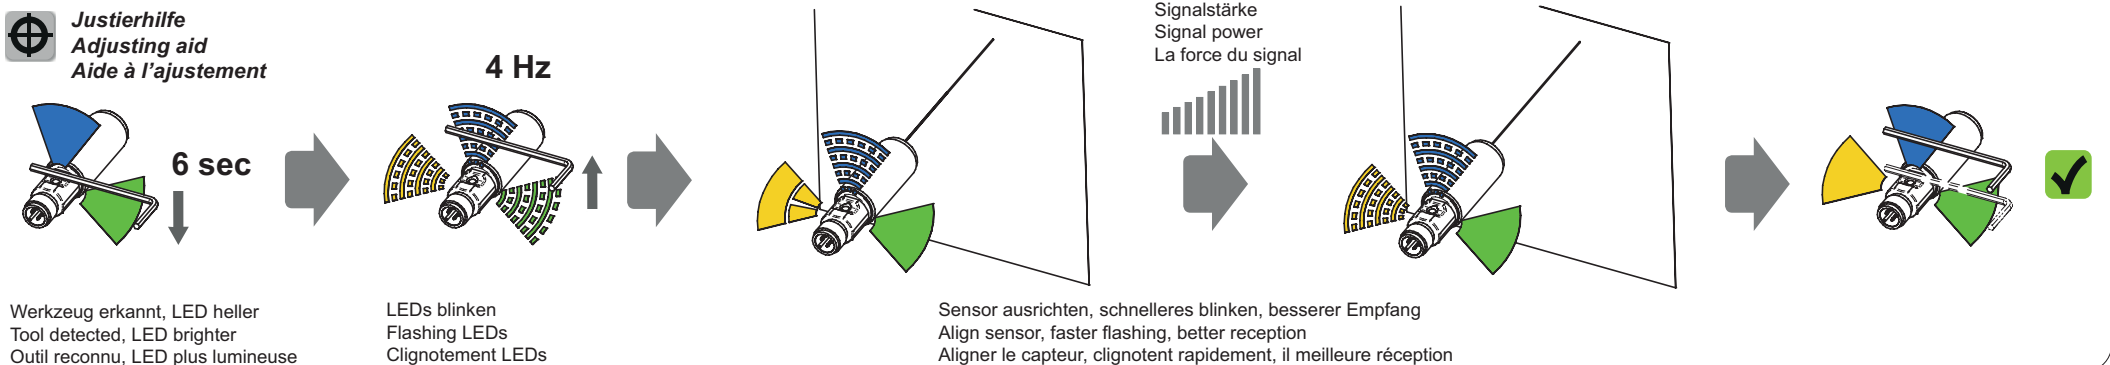 Justierhilfe
Adjusting aid
Aide à l'ajustement
6 sec
4 Hz
Signalstärke
Signal power
La force du signal
Werkzeug erkannt, LED heller
Tool detected, LED brighter
Outil reconnu, LED plus lumineuse
LEDs blinken
Flashing LEDs
Clignotement LEDs
Sensor ausrichten, schnelleres blinken, besserer Empfang
Align sensor, faster flashing, better reception
Aligner le capteur, clignotent rapidement, il meilleure réception